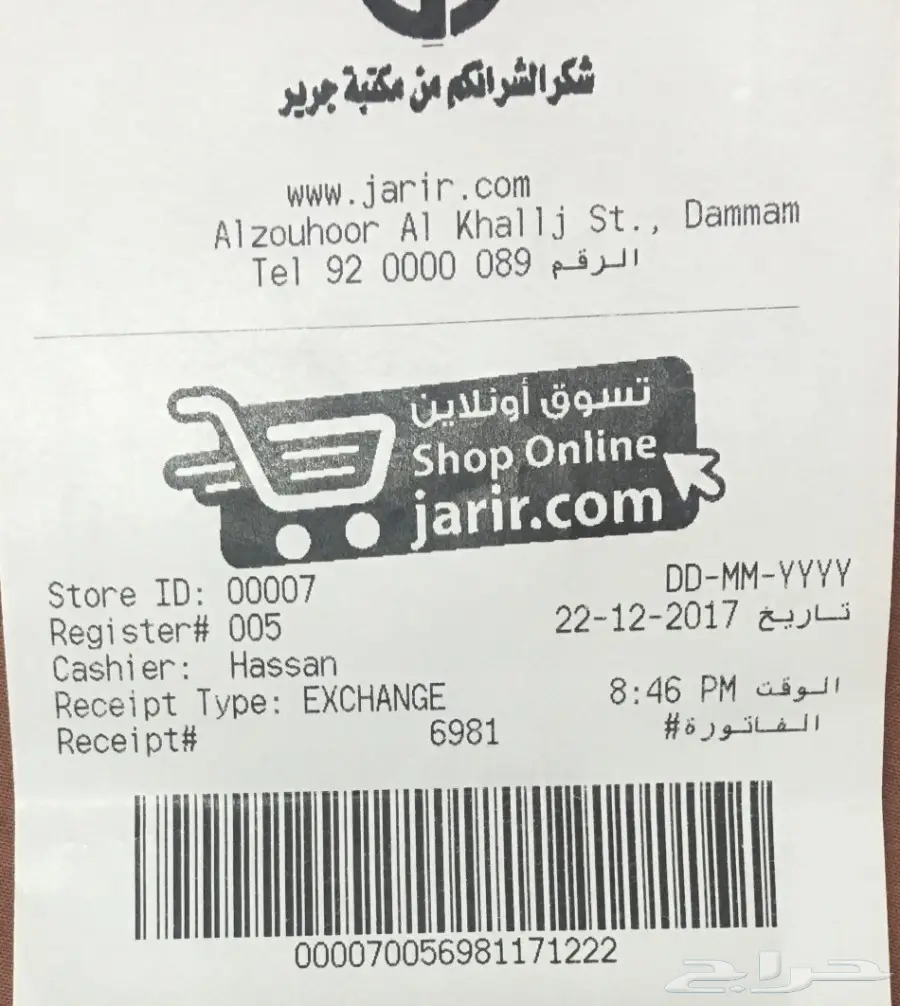 شكرا لشرائكم من مكتبة جرير
www.jarir.com
Alzouhoor Al Khallj St., Dammam
Tel 92 0000 089 الرقم
تسوق أونلاين
Shop Online
jarir.com
Store ID: 00007 DD-MM-YYYY
Register# 005 22-12-2017 تاريخ
Cashier: Hassan
Receipt Type: EXCHANGE 8:46 PM الوقت
Receipt# 6981 الفاتورة#
000070056981171222
حراج